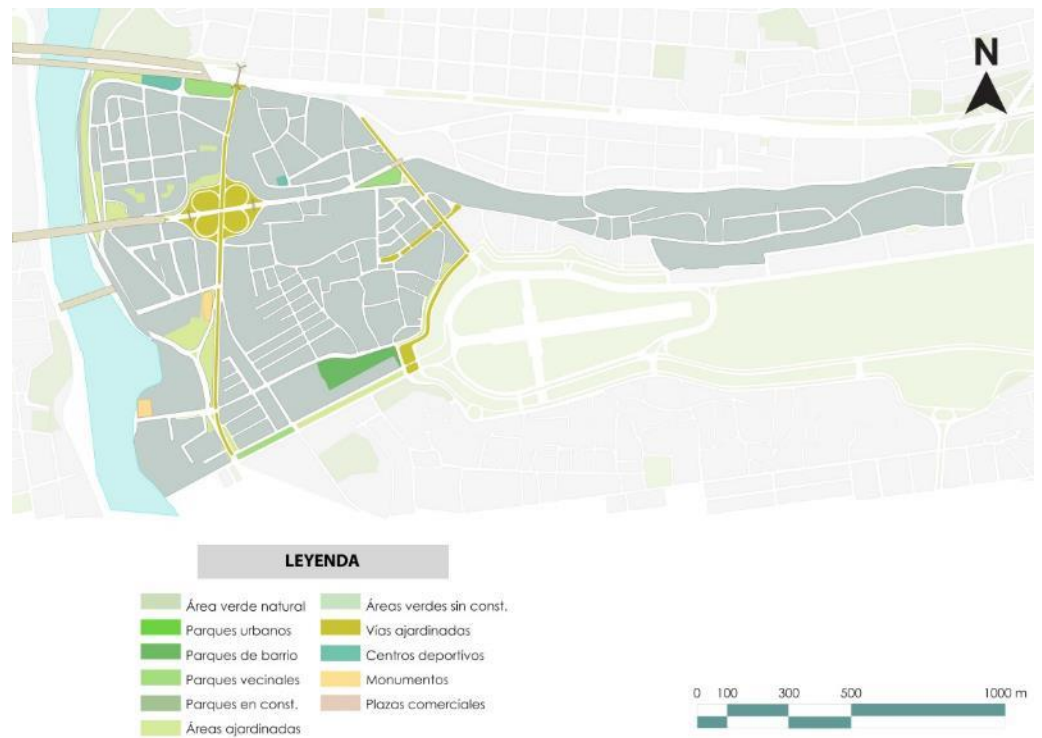 N
LEYENDA
Área verde natural
Áreas verdes sin const.
Parques urbanos
Vías ajardinadas
Parques de barrio
Centros deportivos
Parques vecinales
Monumentos
Parques en const.
Plazas comerciales
Áreas ajardinadas
0 100 300 500 1000 m